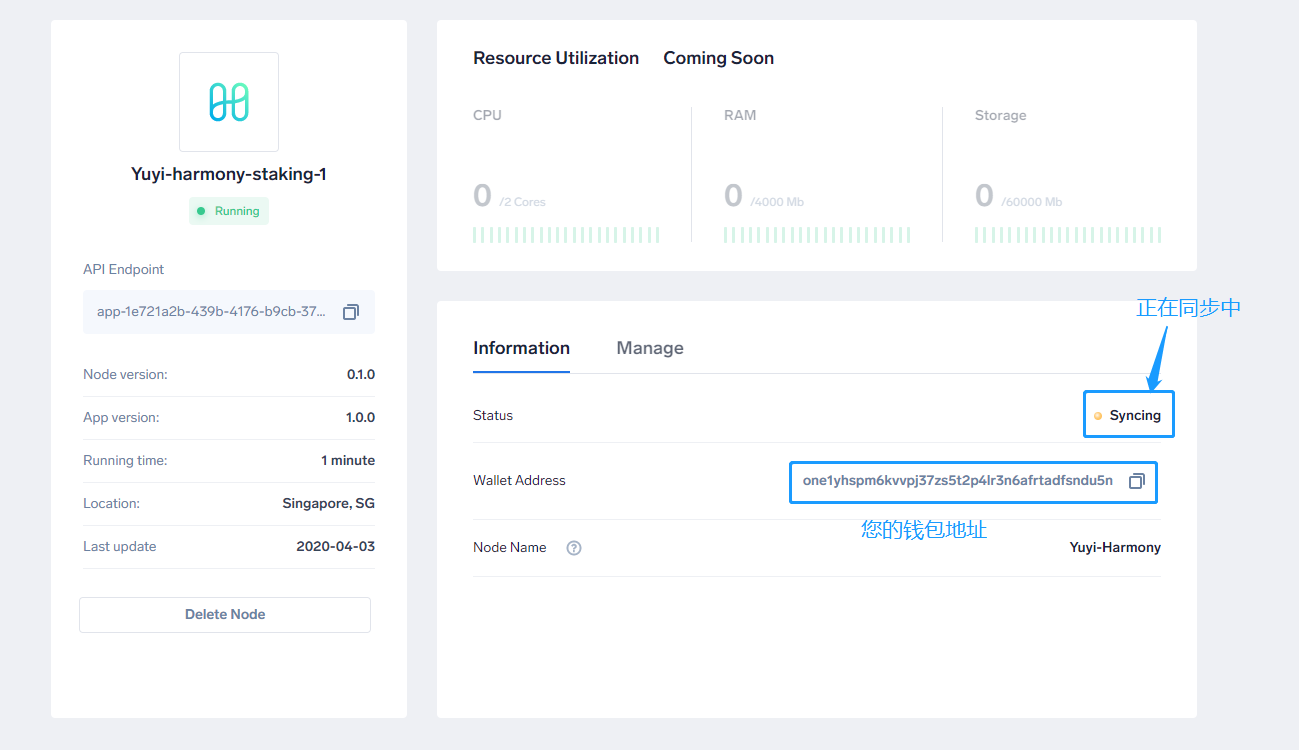 Yuyi-harmony-staking-1
Running
API Endpoint
app-1e721a2b-439b-4176-b9cb-37...
Node version: 0.1.0
App version: 1.0.0
Running time: 1 minute
Location: Singapore, SG
Last update 2020-04-03
Delete Node
Resource Utilization Coming Soon
CPU RAM Storage
0 /2 Cores 0 /4000 Mb 0 /60000 Mb
正在同步中
Information Manage
Status Syncing
Wallet Address one1yhspm6kvvpj37zs5t2p4lr3n6afrtadfsndu5n
您的钱包地址
Node Name ? Yuyi-Harmony